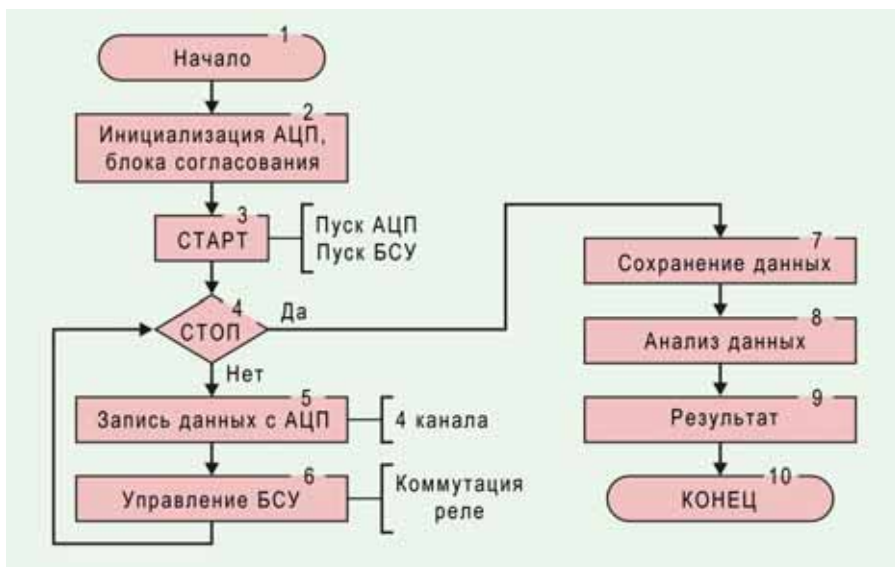 1
Начало
2
Инициализация АЦП,
блока согласования
3
СТАРТ
Пуск АЦП
Пуск БСУ
4
СТОП
Да
Нет
5
Запись данных с АЦП
4 канала
6
Управление БСУ
Коммутация
реле
7
Сохранение данных
8
Анализ данных
9
Результат
10
КОНЕЦ